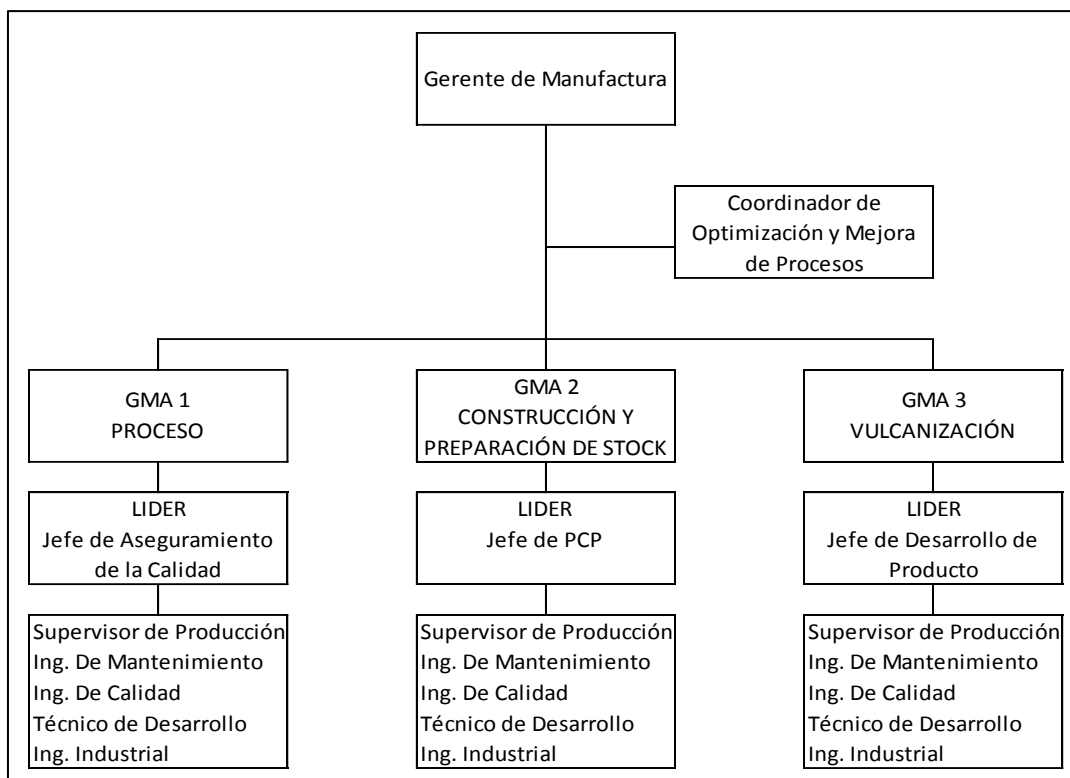 Gerente de Manufactura
Coordinador de
Optimización y Mejora
de Procesos
GMA 1
PROCESO
GMA 2
CONSTRUCCIÓN Y
PREPARACIÓN DE STOCK
GMA 3
VULCANIZACIÓN
LIDER
Jefe de Aseguramiento
de la Calidad
LIDER
Jefe de PCP
LIDER
Jefe de Desarrollo de
Producto
Supervisor de Producción
Ing. De Mantenimiento
Ing. De Calidad
Técnico de Desarrollo
Ing. Industrial
Supervisor de Producción
Ing. De Mantenimiento
Ing. De Calidad
Técnico de Desarrollo
Ing. Industrial
Supervisor de Producción
Ing. De Mantenimiento
Ing. De Calidad
Técnico de Desarrollo
Ing. Industrial